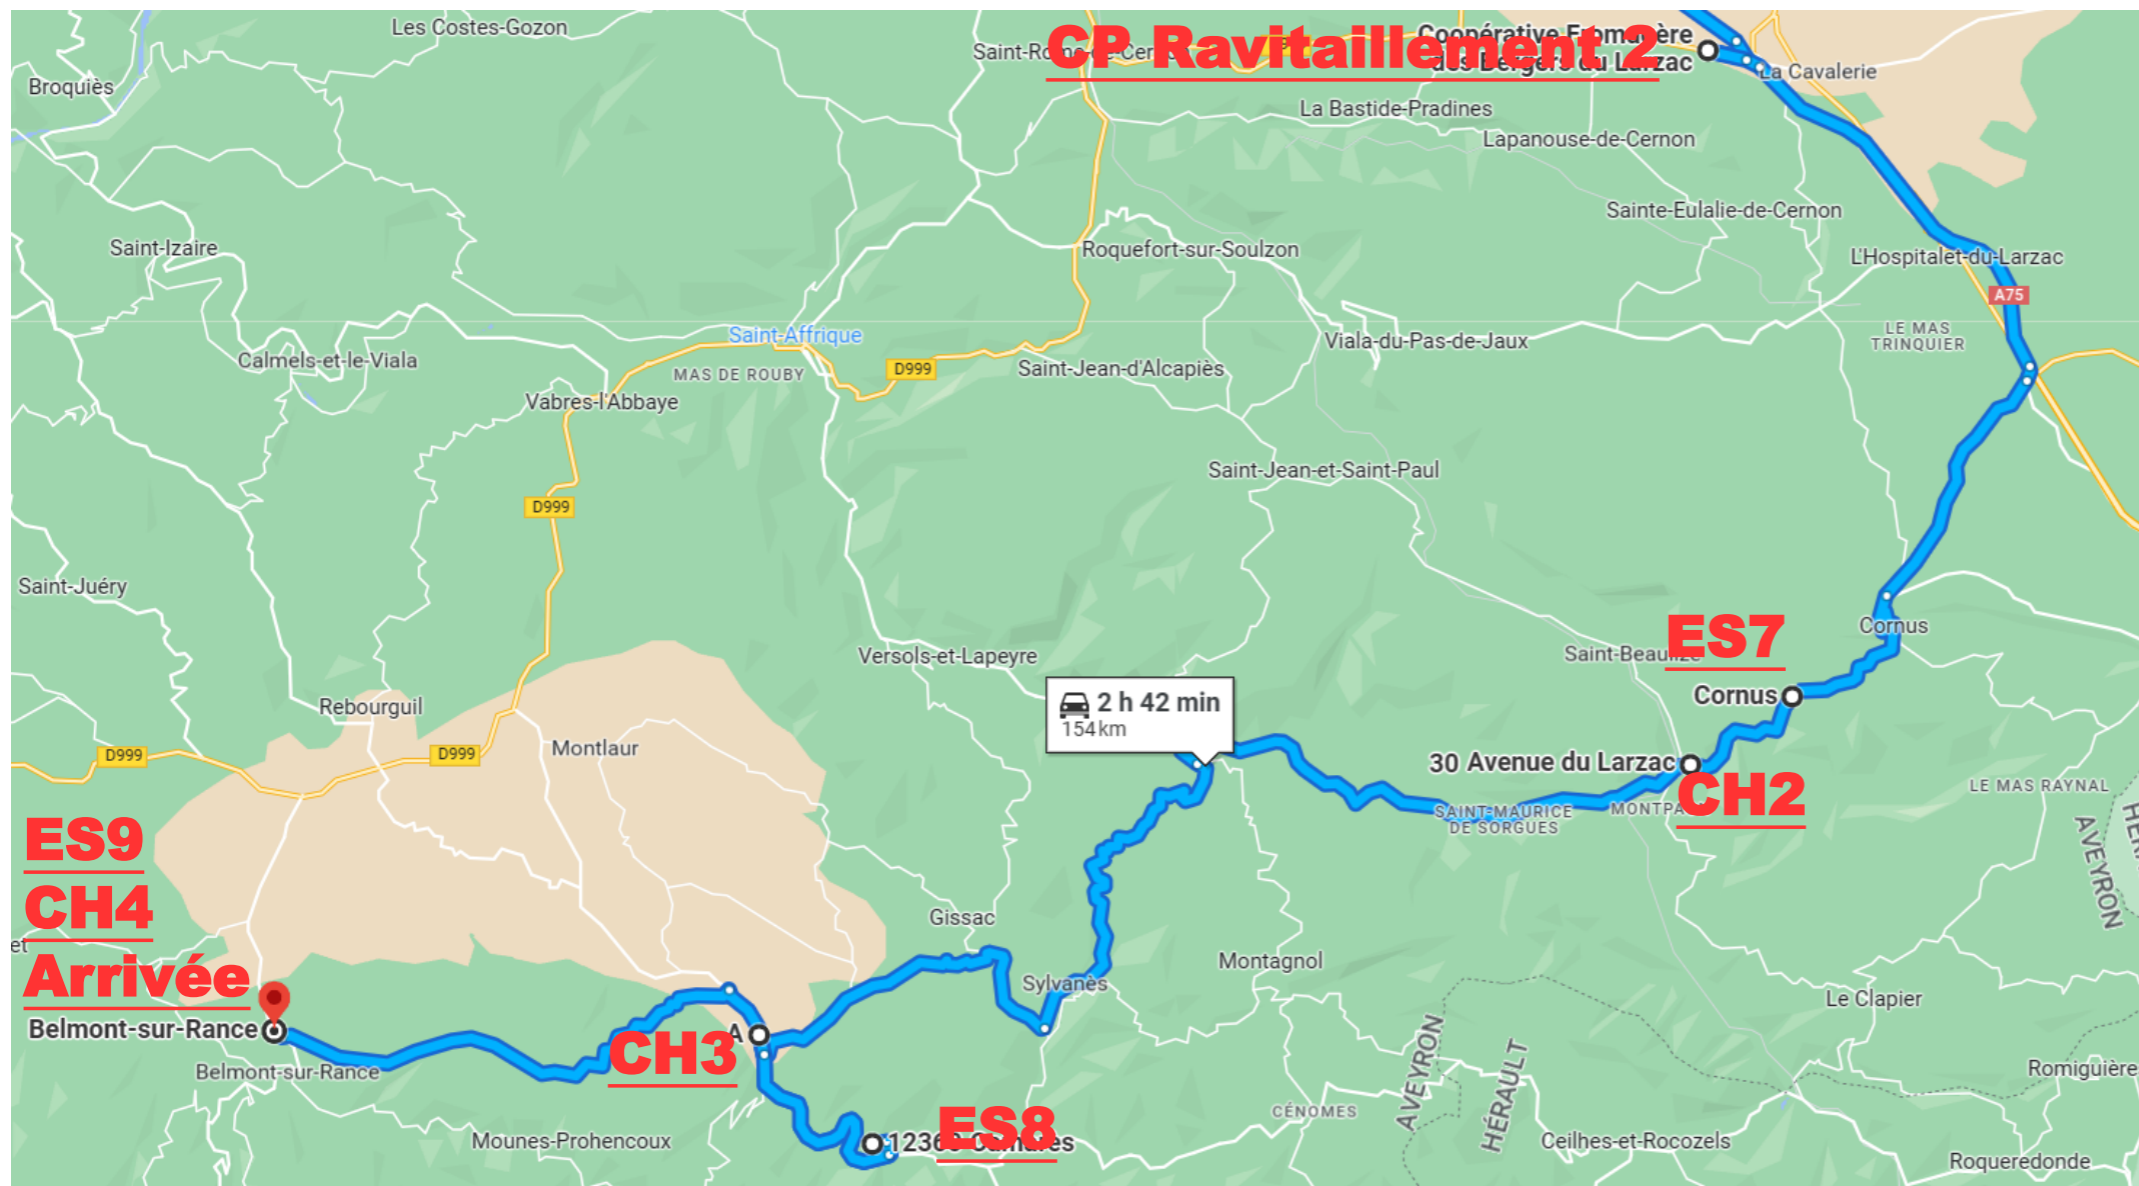 Les Costes-Gozon
CP Ravitaillement 2
Coopérative Fromagère
des Bergers du Larzac
Saint-Rome-de-Cernon
La Cavalerie
Broquiès
La Bastide-Pradines
Lapanouse-de-Cernon
Sainte-Eulalie-de-Cernon
Saint-Izaire
Roquefort-sur-Soulzon
L'Hospitalet-du-Larzac
A75
Saint-Affrique
LE MAS
TRINQUIER
Viala-du-Pas-de-Jaux
Calmels-et-le-Viala
MAS DE ROUBY
D999
Saint-Jean-d'Alcapiès
Vabres-l'Abbaye
Saint-Jean-et-Saint-Paul
D999
Saint-Juéry
Cornus
ES7
Versols-et-Lapeyre
Saint-Beaulize
Cornus
2 h 42 min
154 km
Rebourguil
Montlaur
D999
D999
30 Avenue du Larzac
CH2
LE MAS RAYNAL
SAINT-MAURICE
DE SORGUES
AVEYRON
ES9
CH4
Arrivée
et
Gissac
Montagnol
Sylvanès
Le Clapier
Belmont-sur-Rance
A
CH3
Belmont-sur-Rance
AVEYRON
HÉRAULT
Romiguière
CÉNOMES
ES8
Mounes-Prohencoux
12360 Camarès
Ceilhes-et-Rocozels
Roqueredonde